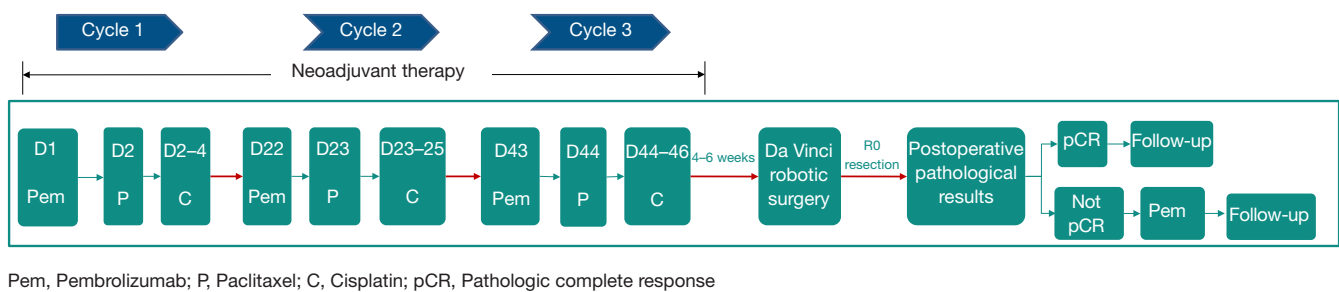 Cycle 1
Cycle 2
Cycle 3
Neoadjuvant therapy
D1
Pem
D2
P
D2–4
C
D22
Pem
D23
P
D23–25
C
D43
Pem
D44
P
D44–46
C
4–6 weeks
Da Vinci
robotic
surgery
R0
resection
Postoperative
pathological
results
pCR
Follow-up
Not
pCR
Pem
Follow-up
Pem, Pembrolizumab; P, Paclitaxel; C, Cisplatin; pCR, Pathologic complete response